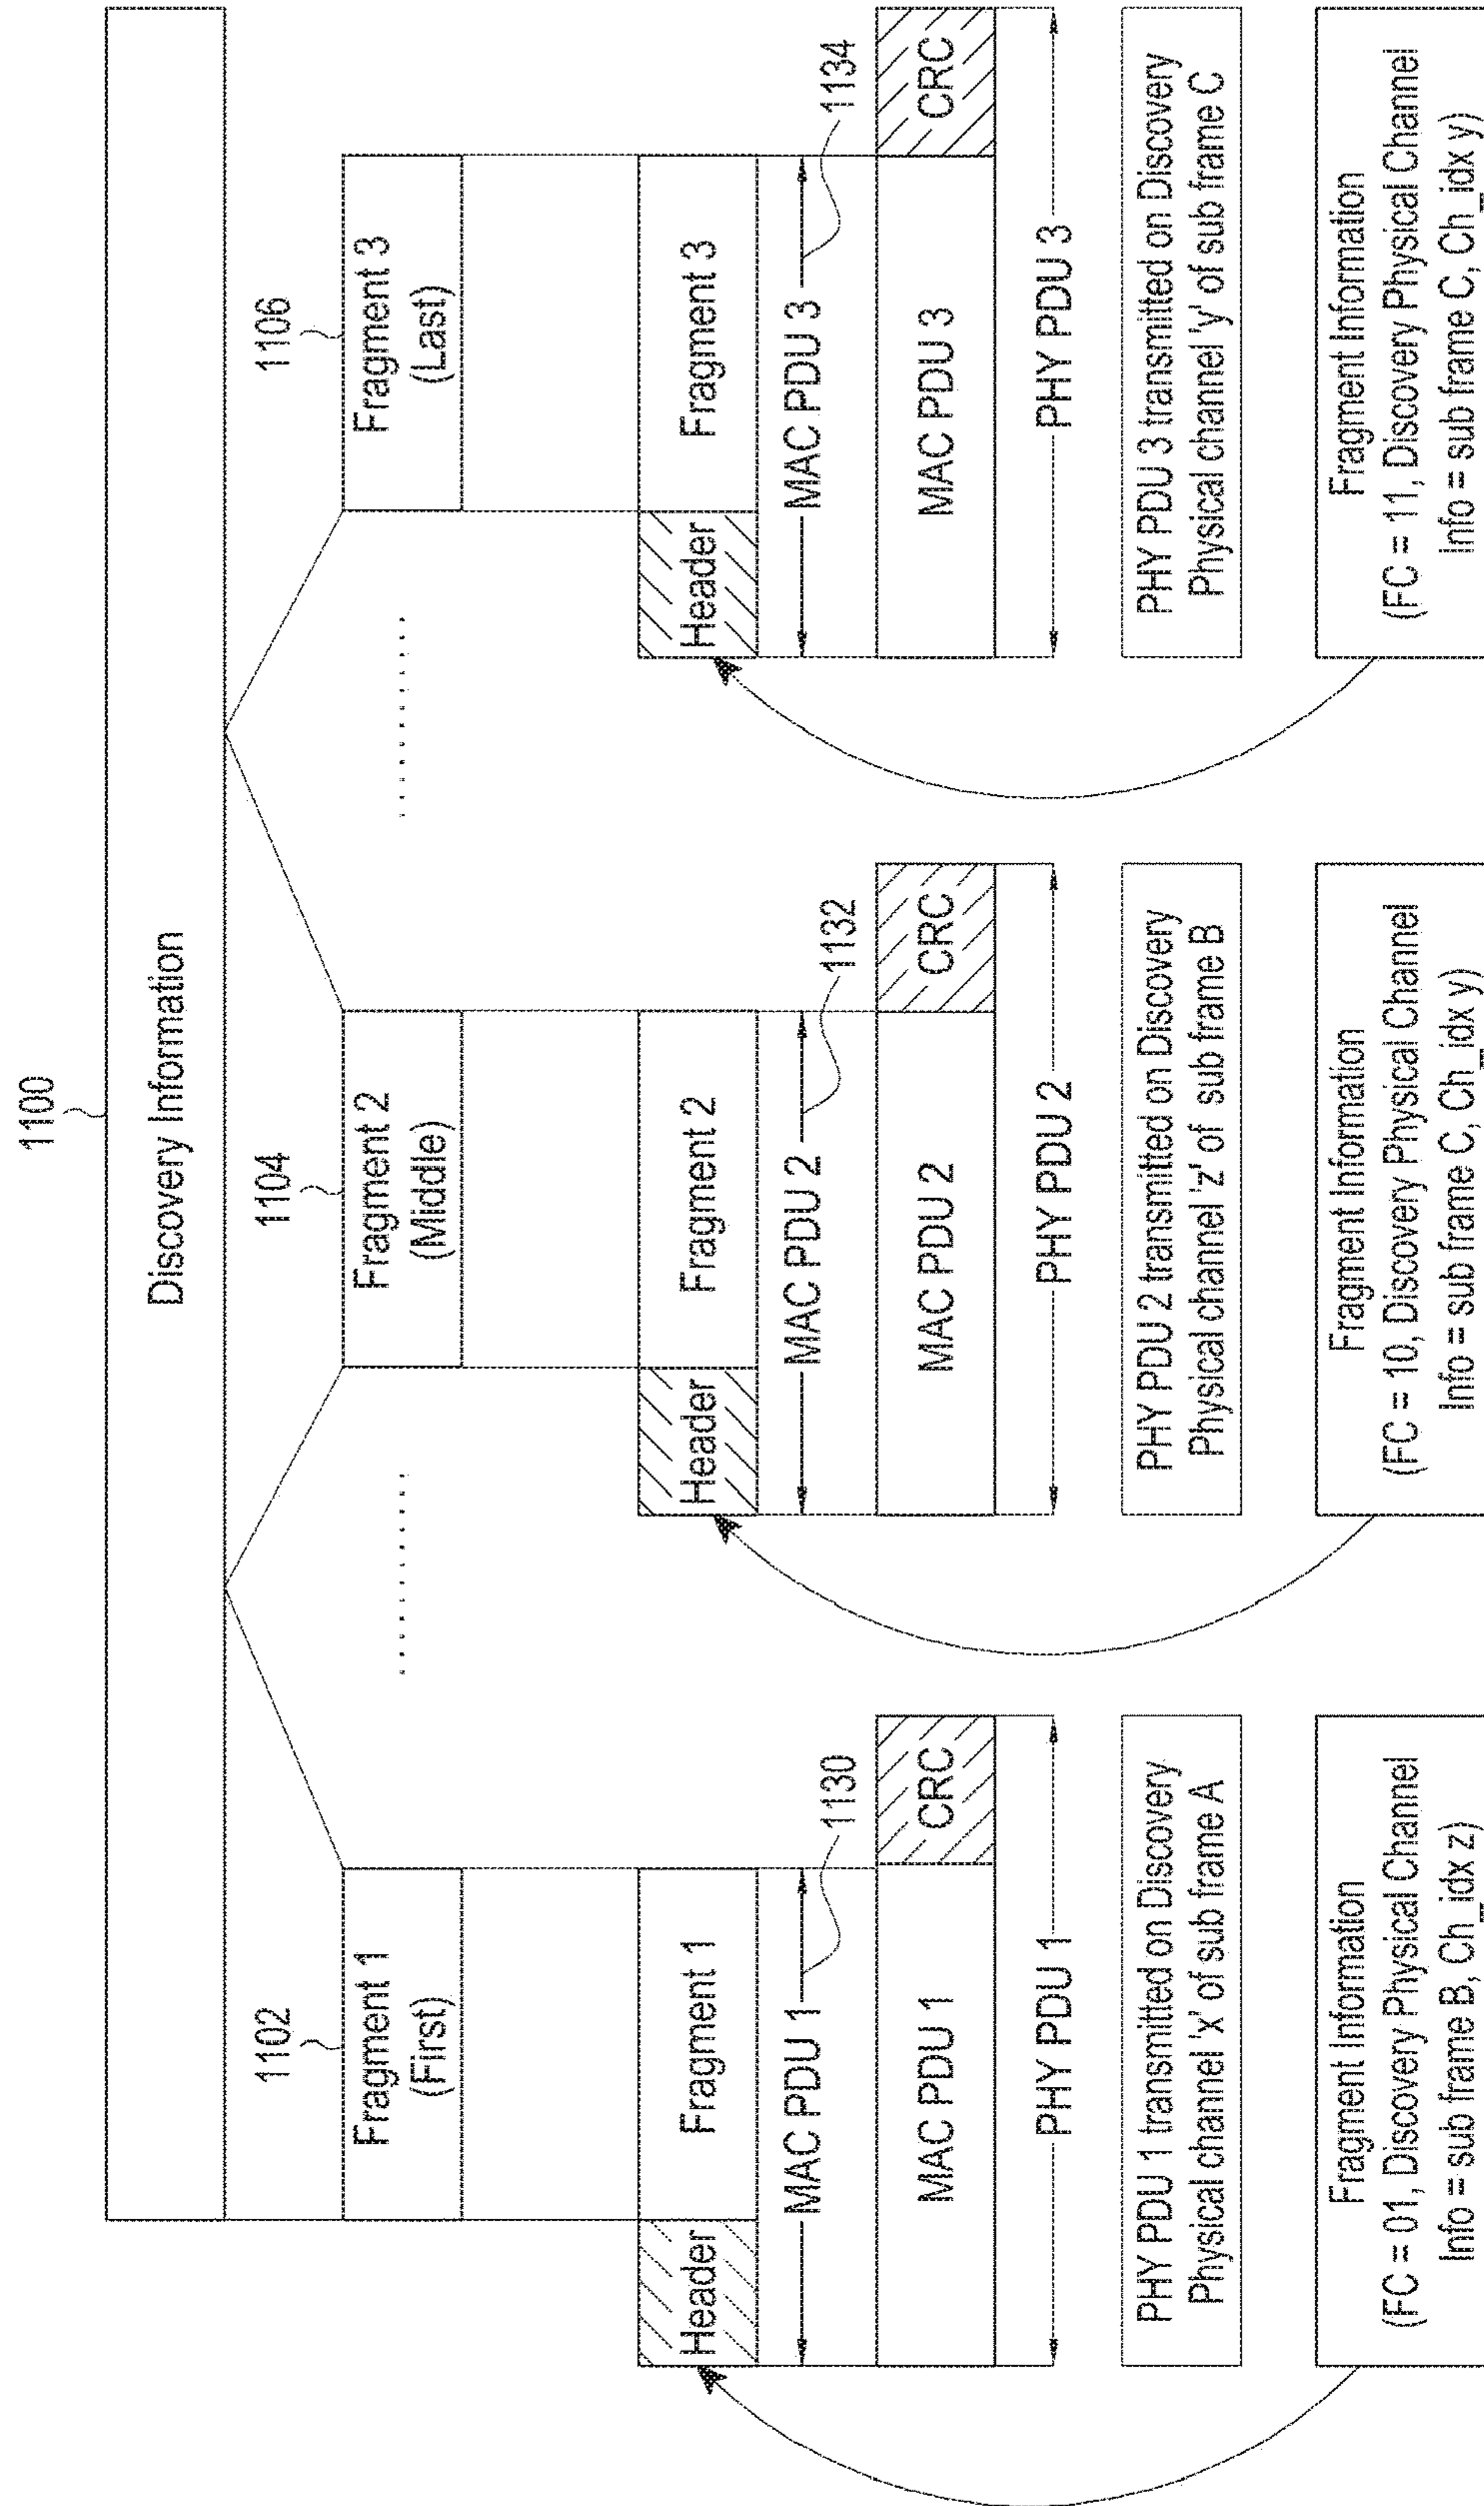 1100
Discovery Information
1102
1104
1106
Fragment 1
(First)
Fragment 2
(Middle)
Fragment 3
(Last)
..........
..........
Header
Fragment 1
Header
Fragment 2
Header
Fragment 3
MAC PDU 1
MAC PDU 2
MAC PDU 3
1130
1132
1134
MAC PDU 1
CRC
MAC PDU 2
CRC
MAC PDU 3
CRC
PHY PDU 1
PHY PDU 2
PHY PDU 3
PHY PDU 1 transmitted on Discovery
Physical channel 'x' of sub frame A
PHY PDU 2 transmitted on Discovery
Physical channel 'z' of sub frame B
PHY PDU 3 transmitted on Discovery
Physical channel 'y' of sub frame C
Fragment Information
(FC = 01, Discovery Physical Channel
Info = sub frame B, Ch_idx z)
Fragment Information
(FC = 10, Discovery Physical Channel
Info = sub frame C, Ch_idx y)
Fragment Information
(FC = 11, Discovery Physical Channel
Info = sub frame C, Ch_idx y)